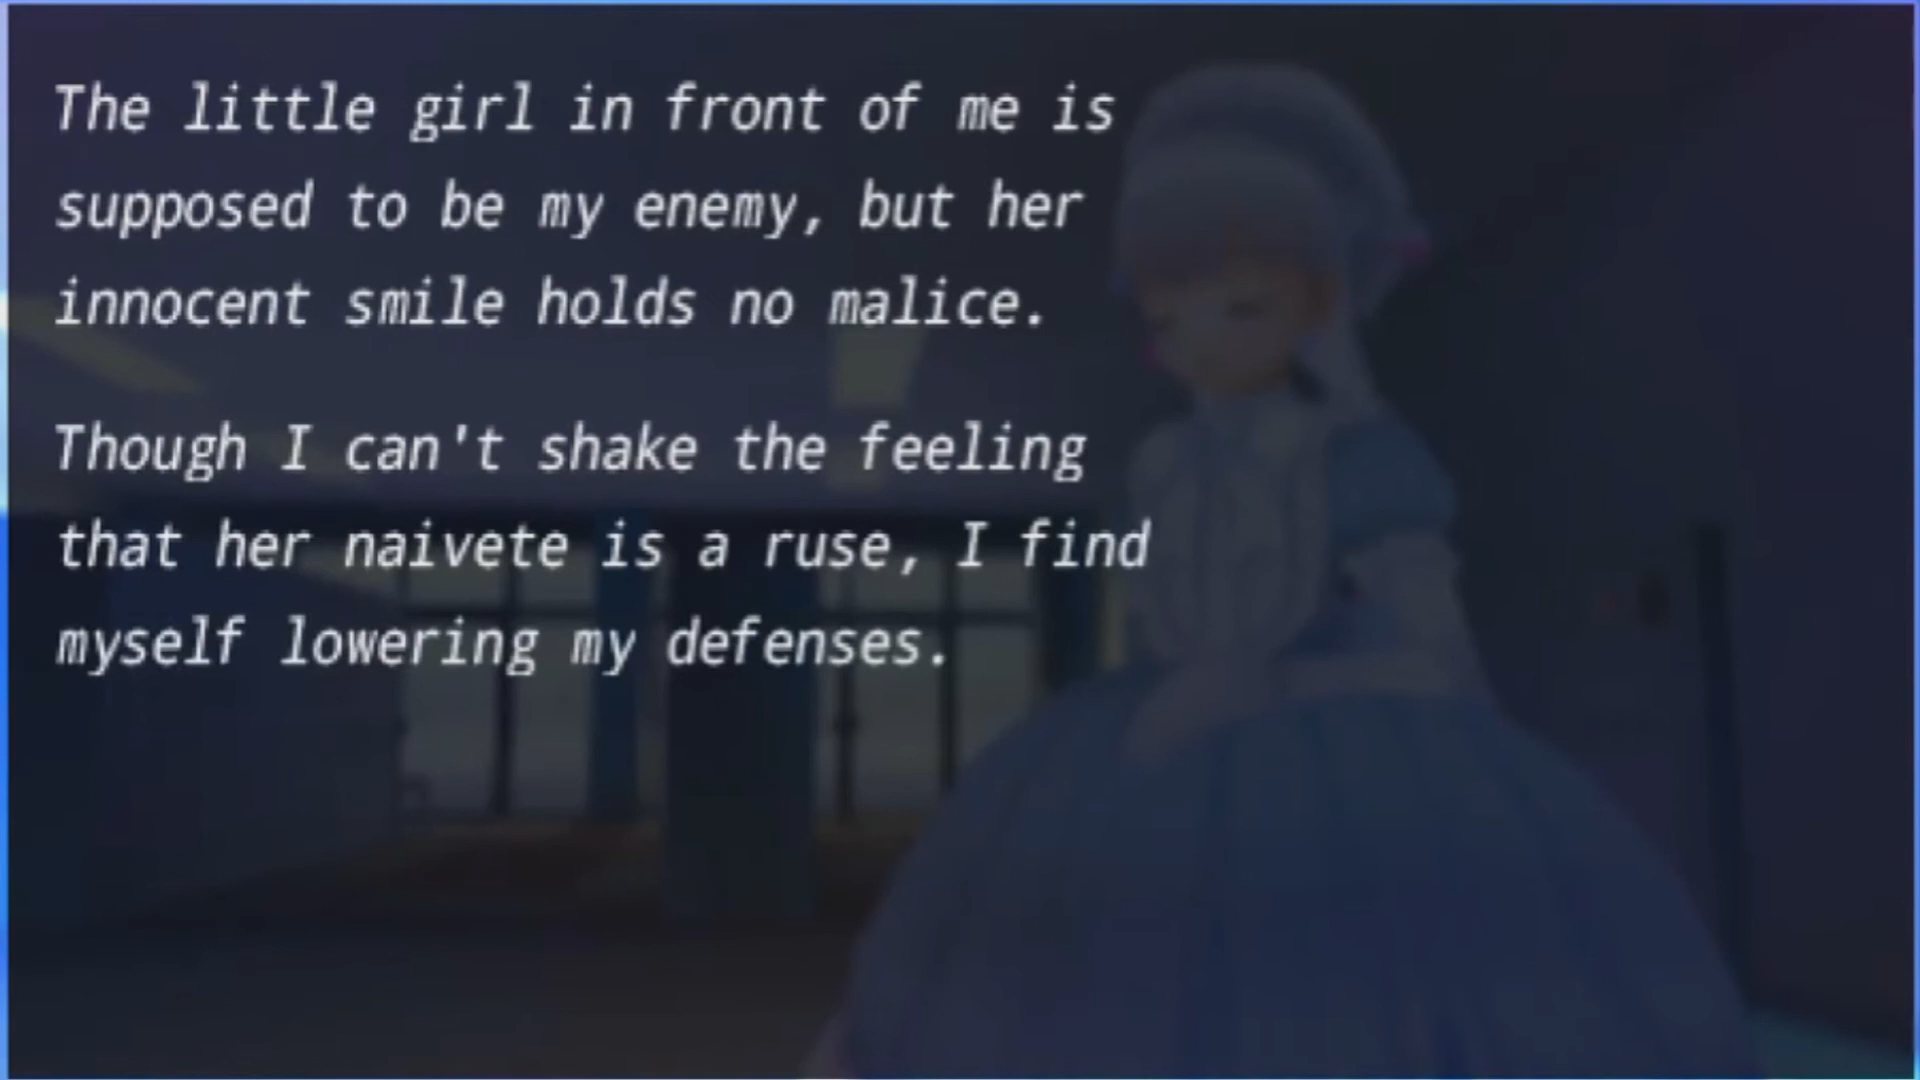 The little girl in front of me is
supposed to be my enemy, but her
innocent smile holds no malice.
Though I can't shake the feeling
that her naivete is a ruse, I find
myself lowering my defenses.